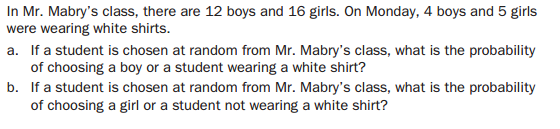 In Mr. Mabry's class, there are 12 boys and 16 girls. On Monday, 4 boys and 5 girls
were wearing white shirts.
a. If a student is chosen at random from Mr. Mabry's class, what is the probability
of choosing a boy or a student wearing a white shirt?
b. If a student is chosen at random from Mr. Mabry's class, what is the probability
of choosing a girl or a student not wearing a white shirt?